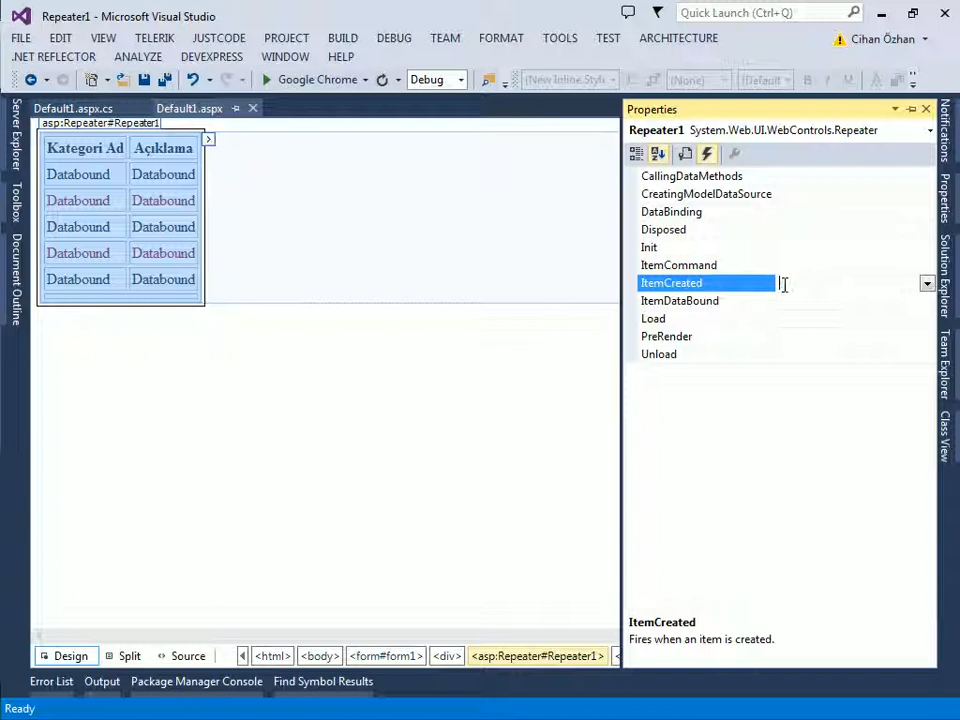 Repeater1 - Microsoft Visual Studio
Quick Launch (Ctrl+Q)
FILE EDIT VIEW TELERIK JUSTCODE PROJECT BUILD DEBUG TEAM FORMAT TOOLS TEST ARCHITECTURE
Cihan Özhan
.NET REFLECTOR ANALYZE DEVEXPRESS WINDOW HELP
Google Chrome Debug (New Inline Style) (None) (Default
B I U A
Server Explorer
Toolbox
Document Outline
Default1.aspx.cs Default1.aspx
asp:Repeater#Repeater1
Kategori Ad Açıklama
Databound Databound
Databound Databound
Databound Databound
Databound Databound
Databound Databound
Properties
Repeater1 System.Web.UI.WebControls.Repeater
CallingDataMethods
CreatingModelDataSource
DataBinding
Disposed
Init
ItemCommand
ItemCreated
ItemDataBound
Load
PreRender
Unload
ItemCreated
Fires when an item is created.
Notifications
Properties
Solution Explorer
Team Explorer
Class View
Design Split Source <html> <body> <form#form1> <div> <asp:Repeater#Repeater1> <
Error List Output Package Manager Console Find Symbol Results
Ready